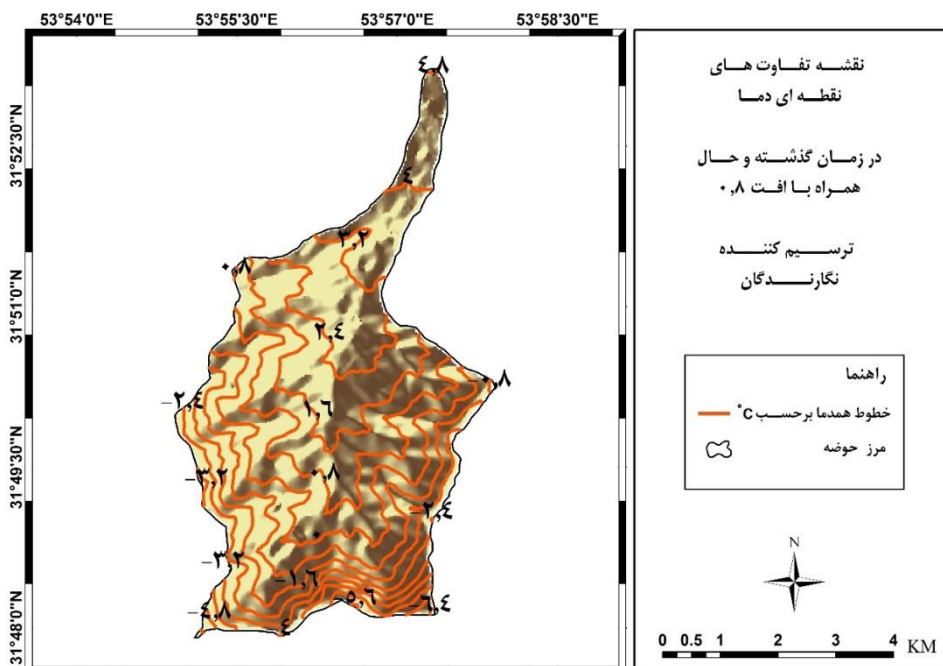 53°54'0"E 53°55'30"E 53°57'0"E 53°58'30"E
31°52'30"N
31°51'0"N
31°49'30"N
31°48'0"N
۴,۸
۴
۳,۲
۰,۸
۲,۴
-۰,۸
-۲,۴
۱,۶
-۳,۲
۰,۸
-۲,۴
۰
-۳,۲
-۱,۶
-۵,۶
-۶,۴
-۴,۸
۴
نقشه تفاوت های
نقطه ای دما
در زمان گذشته و حال
همراه با افت ۰,۸
ترسیم کننده
نگارندگان
راهنما
خطوط همدما برحسب °C
مرز حوضه
N
0 0.5 1 2 3 4 KM